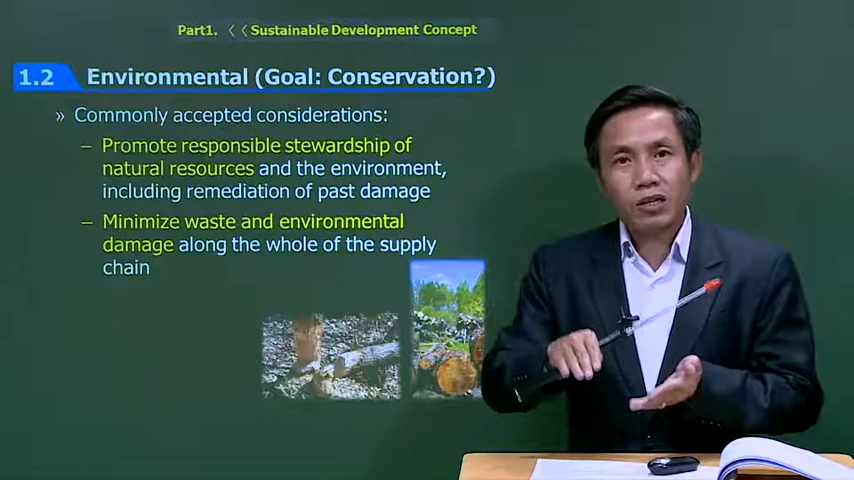 Part1. 〈〈 Sustainable Development Concept
1.2 Environmental (Goal: Conservation?)
» Commonly accepted considerations:
– Promote responsible stewardship of
natural resources and the environment,
including remediation of past damage
– Minimize waste and environmental
damage along the whole of the supply
chain